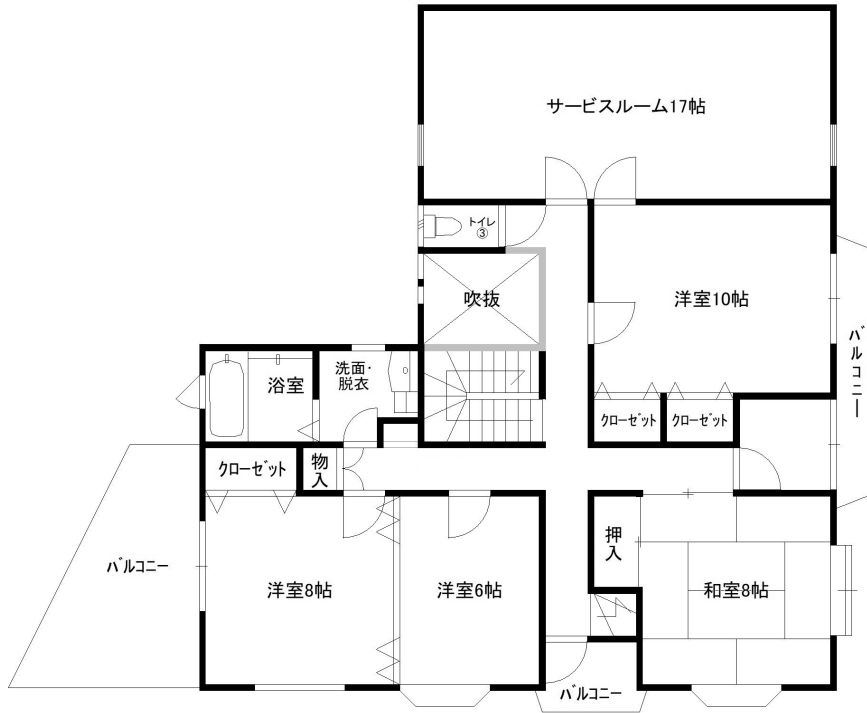 サービスルーム17帖
トイレ
③
吹抜
洋室10帖
バルコニー
浴室
洗面・
脱衣
クローゼット
クローゼット
クローゼット
物入
バルコニー
洋室8帖
洋室6帖
押入
和室8帖
バルコニー